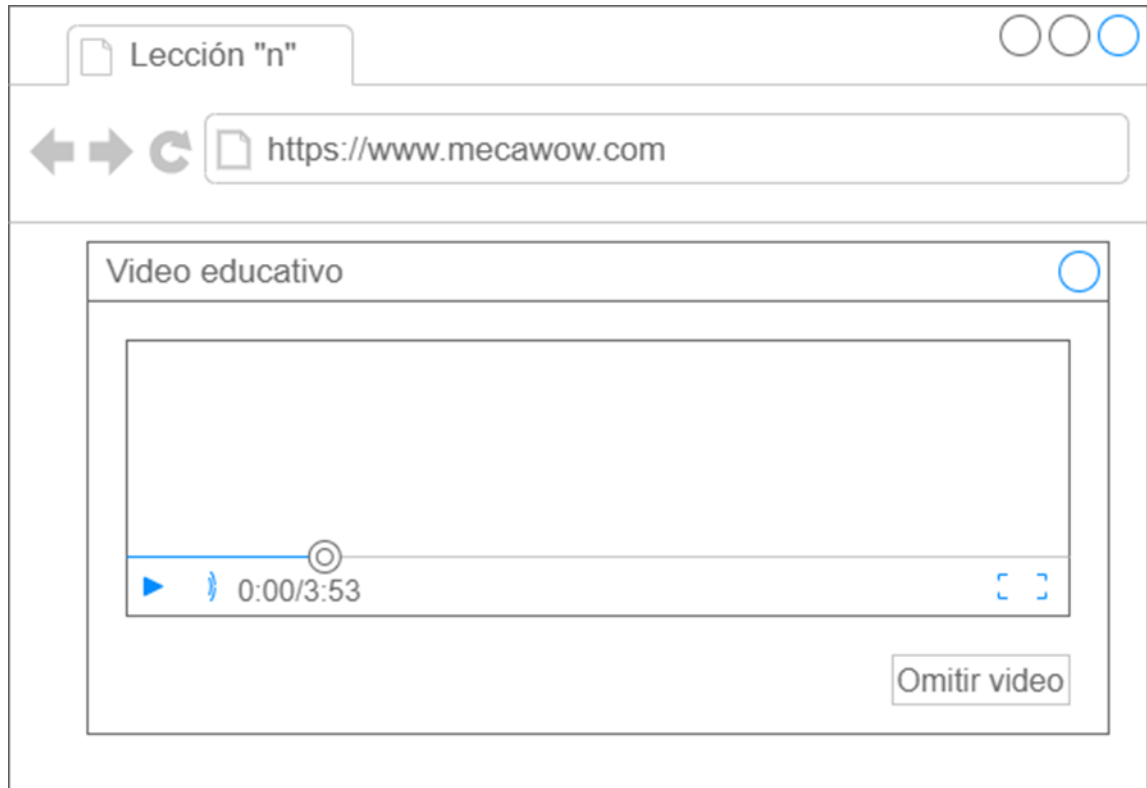 Lección "n"
https://www.mecawow.com
Video educativo
0:00/3:53
Omitir video